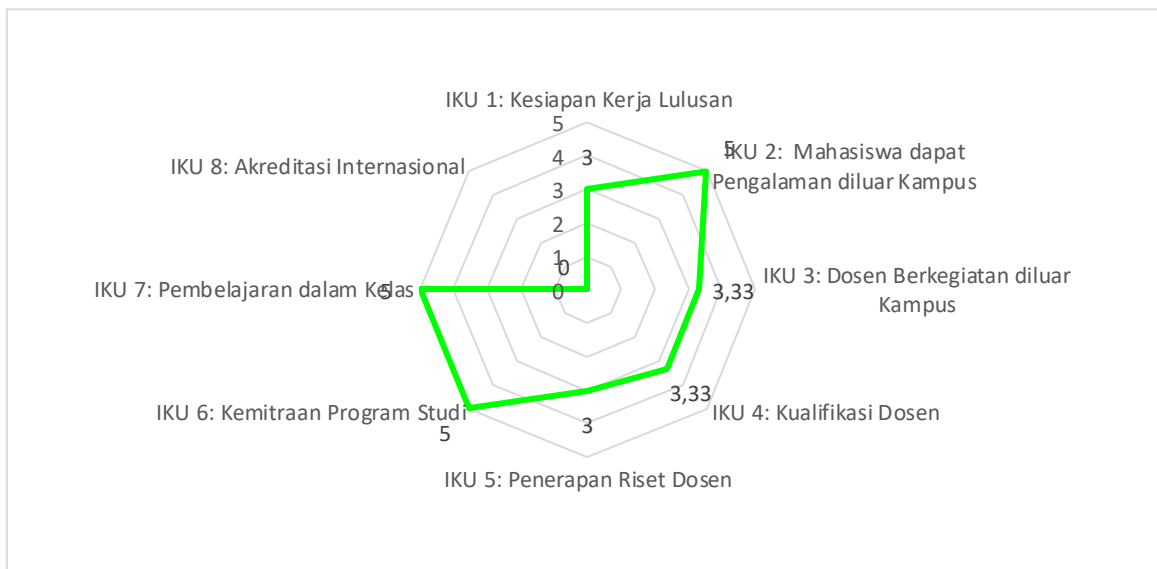 IKU 1: Kesiapan Kerja Lulusan
5
5
IKU 2: Mahasiswa dapat
Pengalaman diluar Kampus
IKU 8: Akreditasi Internasional
4
3
3
2
1
0
0
IKU 7: Pembelajaran dalam Kelas
5
IKU 3: Dosen Berkegiatan diluar
Kampus
3,33
3,33
IKU 6: Kemitraan Program Studi
5
IKU 4: Kualifikasi Dosen
3
IKU 5: Penerapan Riset Dosen